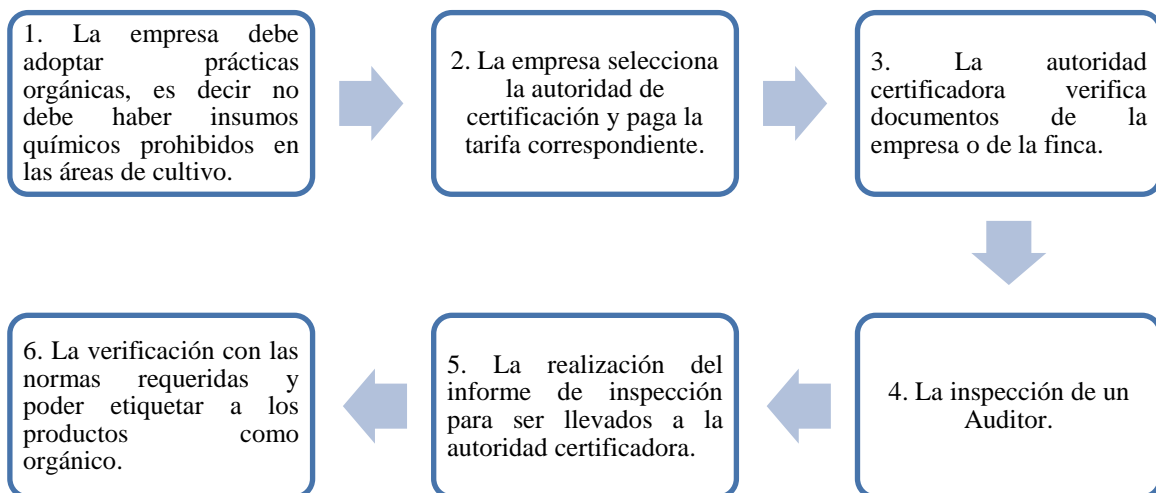 1. La empresa debe
adoptar prácticas
orgánicas, es decir no
debe haber insumos
químicos prohibidos en
las áreas de cultivo.
2. La empresa selecciona
la autoridad de
certificación y paga la
tarifa correspondiente.
3. La autoridad
certificadora verifica
documentos de la
empresa o de la finca.
4. La inspección de un
Auditor.
5. La realización del
informe de inspección
para ser llevados a la
autoridad certificadora.
6. La verificación con las
normas requeridas y
poder etiquetar a los
productos como
orgánico.